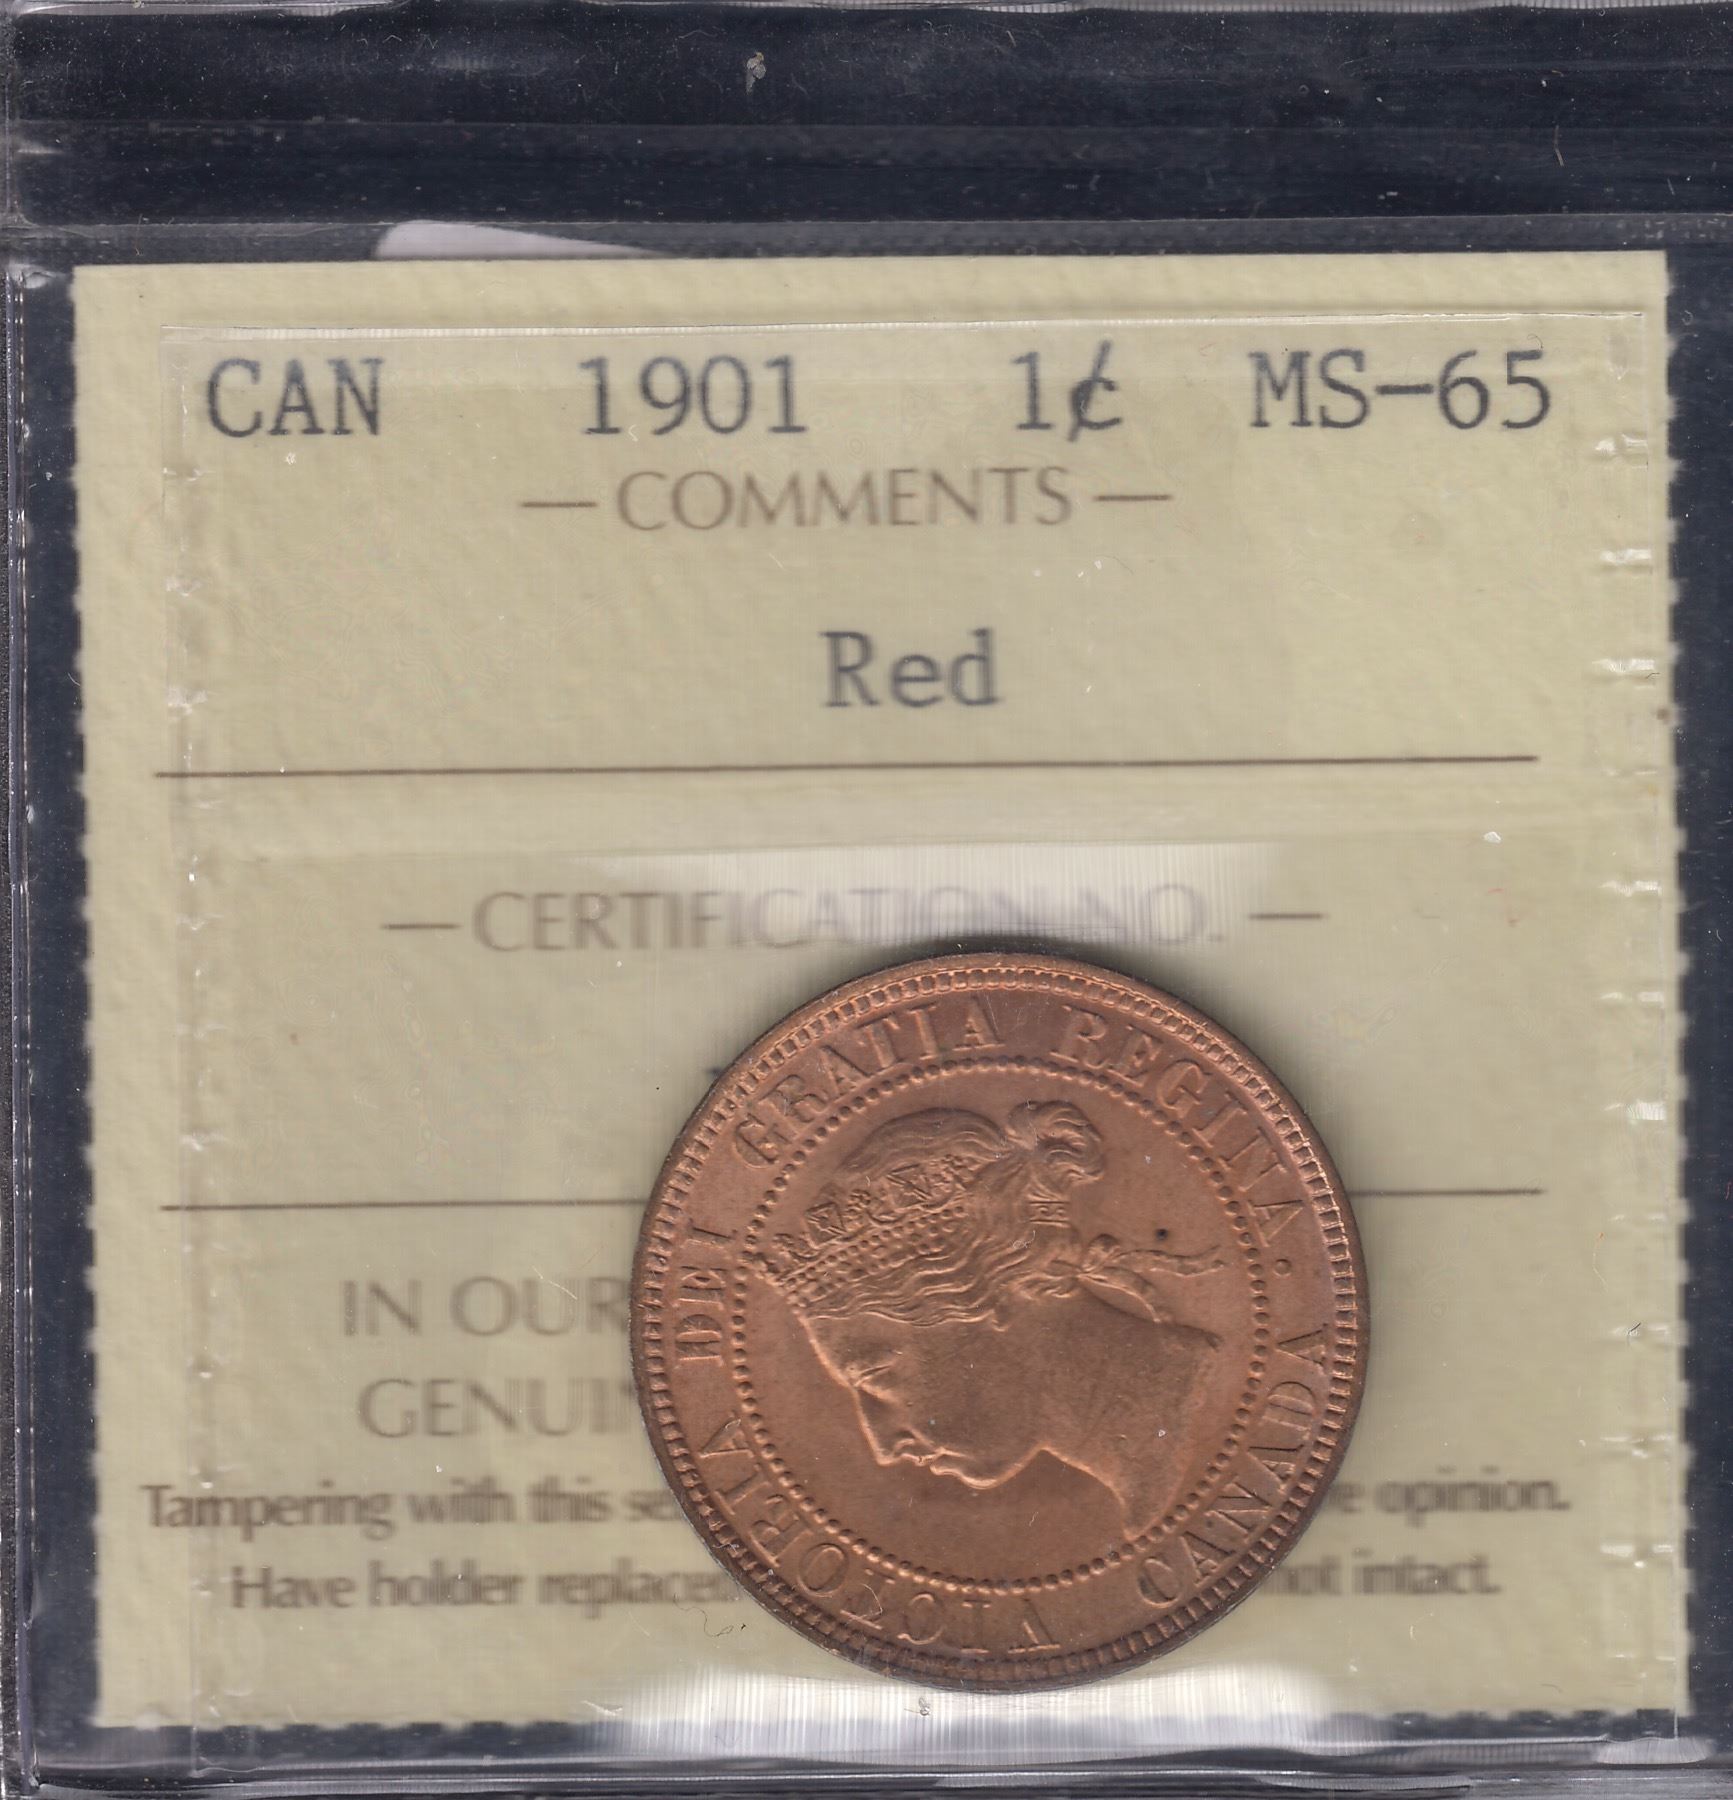 CAN 1901 1¢ MS-65
— COMMENTS —
Red
— CERTIFICATION NO. —
IN OUR
GENUI
Tampering with this se
e opinion.
Have holder replace
not intact.
VICTORIA DEI GRATIA REGINA. CANADA